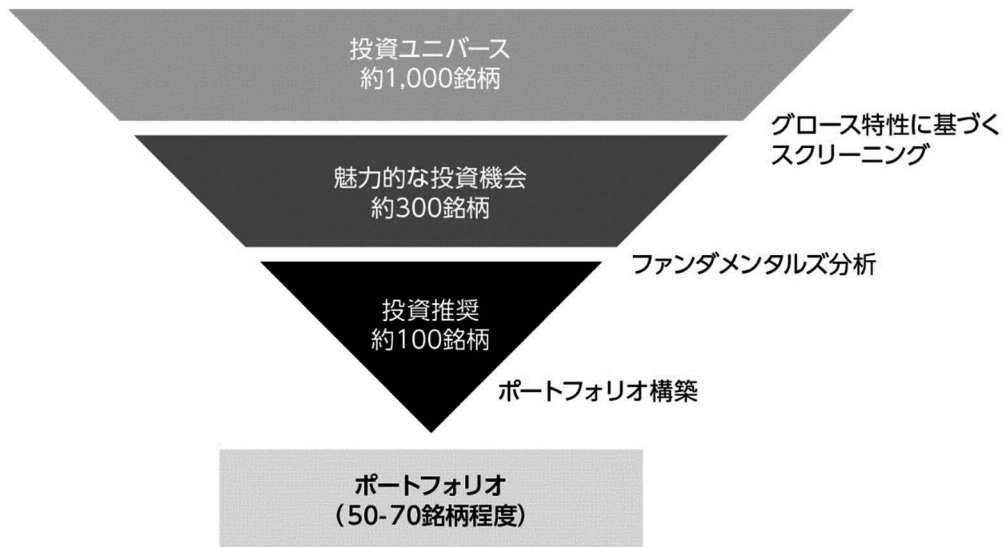 投資ユニバース
約1,000銘柄
グロース特性に基づく
スクリーニング
魅力的な投資機会
約300銘柄
ファンダメンタルズ分析
投資推奨
約100銘柄
ポートフォリオ構築
ポートフォリオ
（50-70銘柄程度）